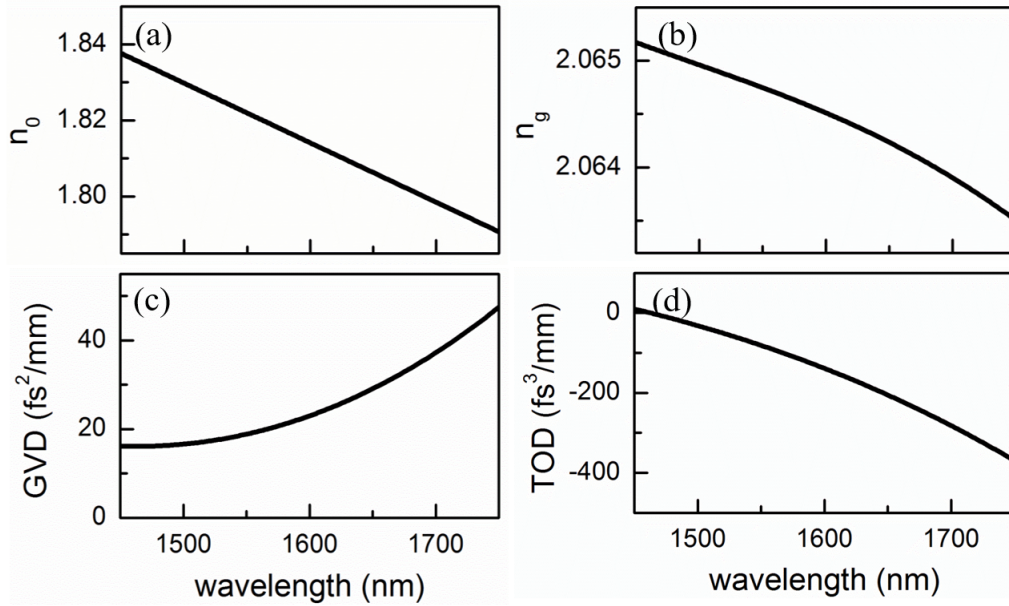 (a)
n0
1.84
1.82
1.80
(b)
ng
2.065
2.064
(c)
GVD (fs²/mm)
40
20
0
1500 1600 1700
wavelength (nm)
(d)
TOD (fs³/mm)
0
-200
-400
1500 1600 1700
wavelength (nm)